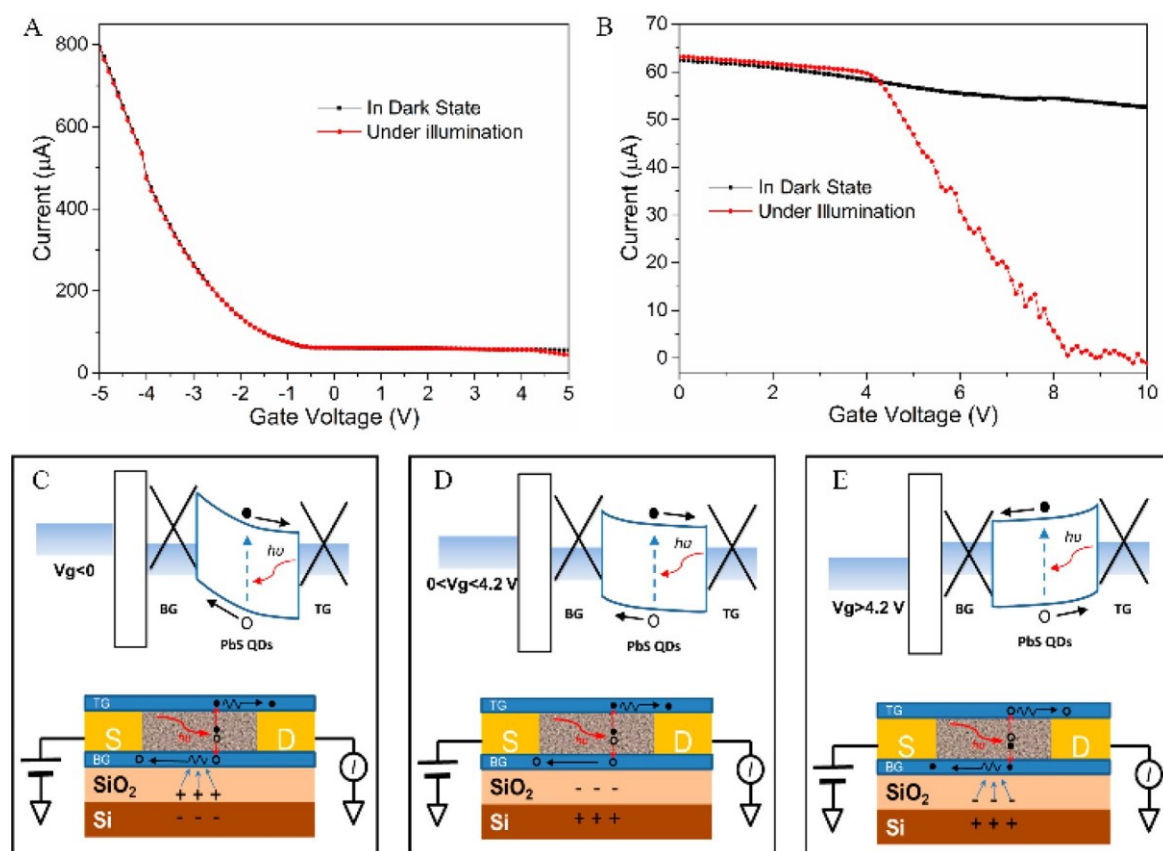 A
800
600
400
200
0
Current (μA)
In Dark State
Under illumination
-5 -4 -3 -2 -1 0 1 2 3 4 5
Gate Voltage (V)
B
70
60
50
40
30
20
10
0
Current (μA)
In Dark State
Under Illumination
0 2 4 6 8 10
Gate Voltage (V)
C
hυ
Vg<0
BG
TG
PbS QDs
TG
S
hυ
D
BG
SiO2
+ + +
Si
- - -
I
D
hυ
0<Vg<4.2 V
BG
TG
PbS QDs
TG
S
hυ
D
BG
SiO2
- - -
Si
+ + +
I
E
hυ
Vg>4.2 V
BG
TG
PbS QDs
TG
S
hυ
D
BG
SiO2
- - -
Si
+ + +
I